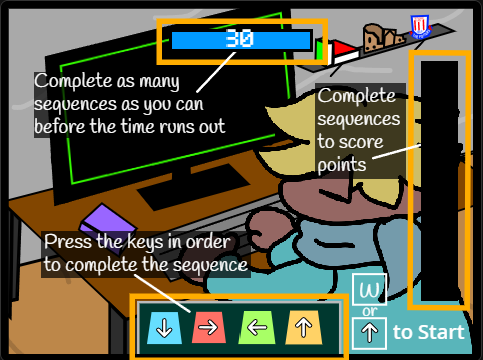 30
Complete as many
sequences as you can
before the time runs out
Complete
sequences
to score
points
Press the keys in order
to complete the sequence
W
or
↑ to Start